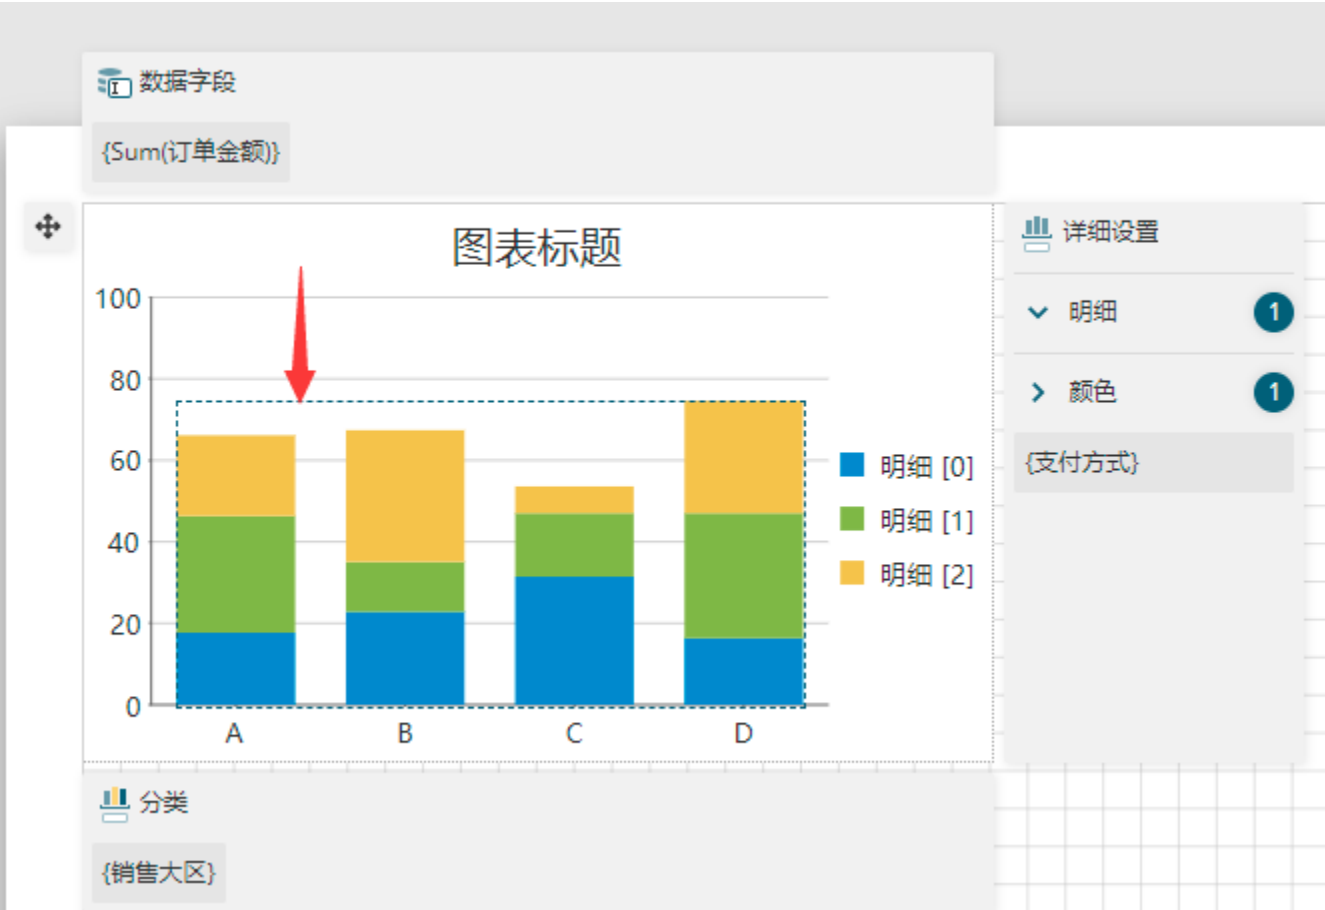 数据字段
{Sum(订单金额)}
图表标题
100
80
60
40
20
0
A B C D
明细 [0]
明细 [1]
明细 [2]
详细设置
明细 1
颜色 1
{支付方式}
分类
{销售大区}